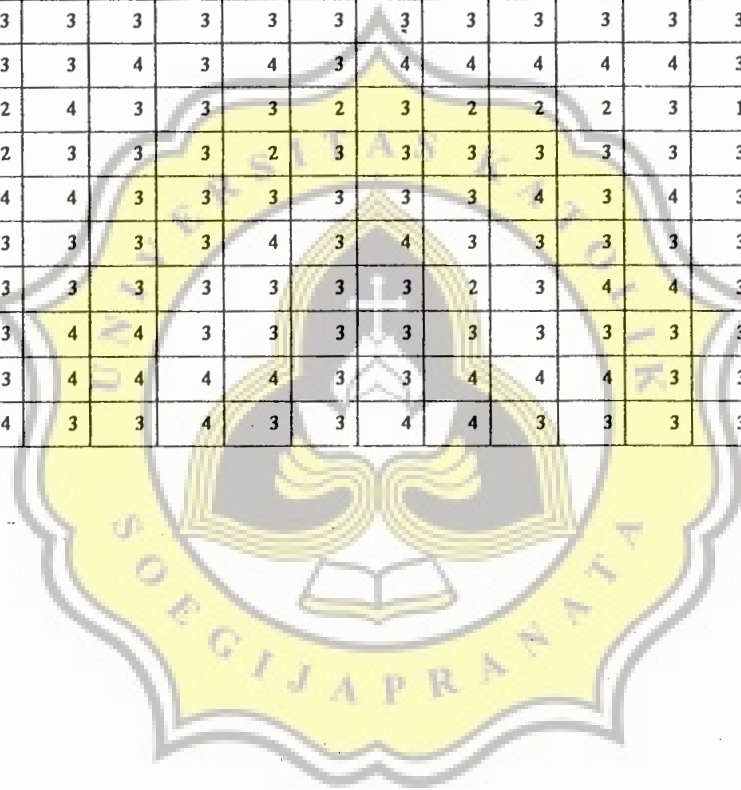 3 3 3 3 3 3 3 3 3 3 3 3
3 3 4 3 4 3 4 4 4 4 4 3
2 4 3 3 3 2 3 2 2 2 3 1
2 3 3 3 2 3 3 3 3 3 3 3
4 4 3 3 3 3 3 3 4 3 4 3
3 3 3 3 4 3 4 3 3 3 3 3
3 3 3 3 3 3 3 2 3 4 4 3
3 4 4 3 3 3 3 3 3 3 3 3
3 4 4 4 4 3 3 4 4 4 3 3
4 3 3 4 3 3 4 4 3 3 3 3
UNIVERSITAS KATOLIK
SOEGIJAPRANATA